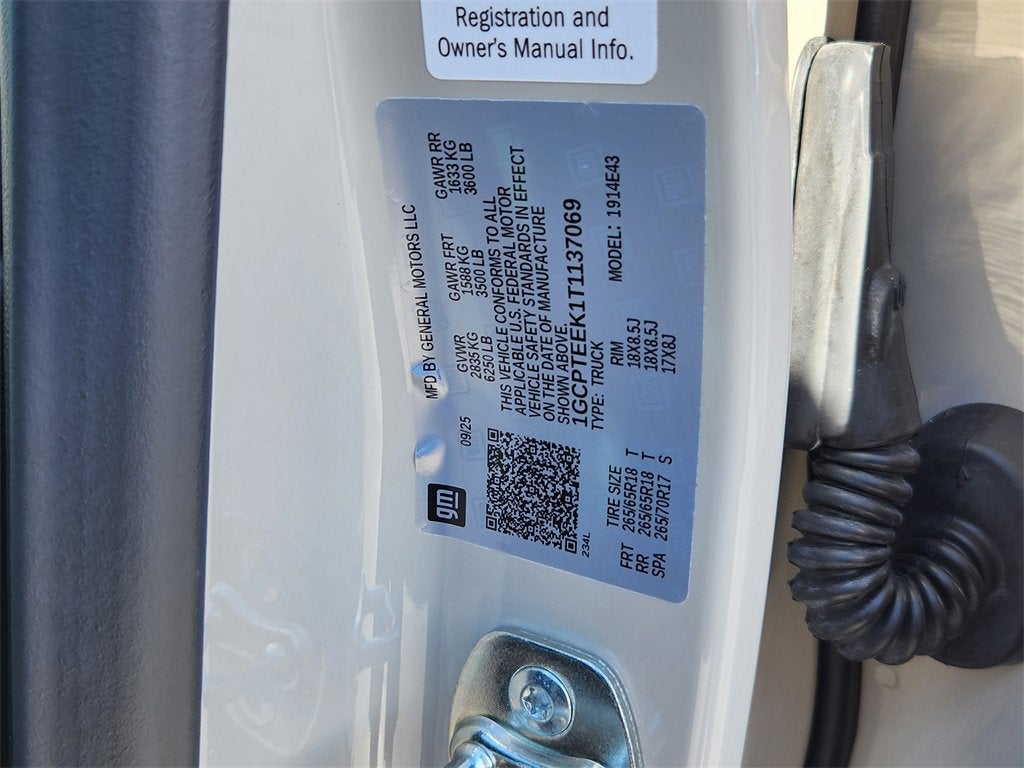 Registration and
Owner's Manual Info.
gm
09/25
MFD BY GENERAL MOTORS LLC
GVWR GAWR FRT GAWR RR
2835 KG 1588 KG 1633 KG
6250 LB 3500 LB 3600 LB
THIS VEHICLE CONFORMS TO ALL
APPLICABLE U.S. FEDERAL MOTOR
VEHICLE SAFETY STANDARDS IN EFFECT
ON THE DATE OF MANUFACTURE
SHOWN ABOVE.
1GCPTEEK1T1137069
TYPE: TRUCK MODEL: 1914E43
234L
TIRE SIZE RIM
FRT 265/65R18 T 18X8.5J
RR 265/65R18 T 18X8.5J
SPA 265/70R17 S 17X8J